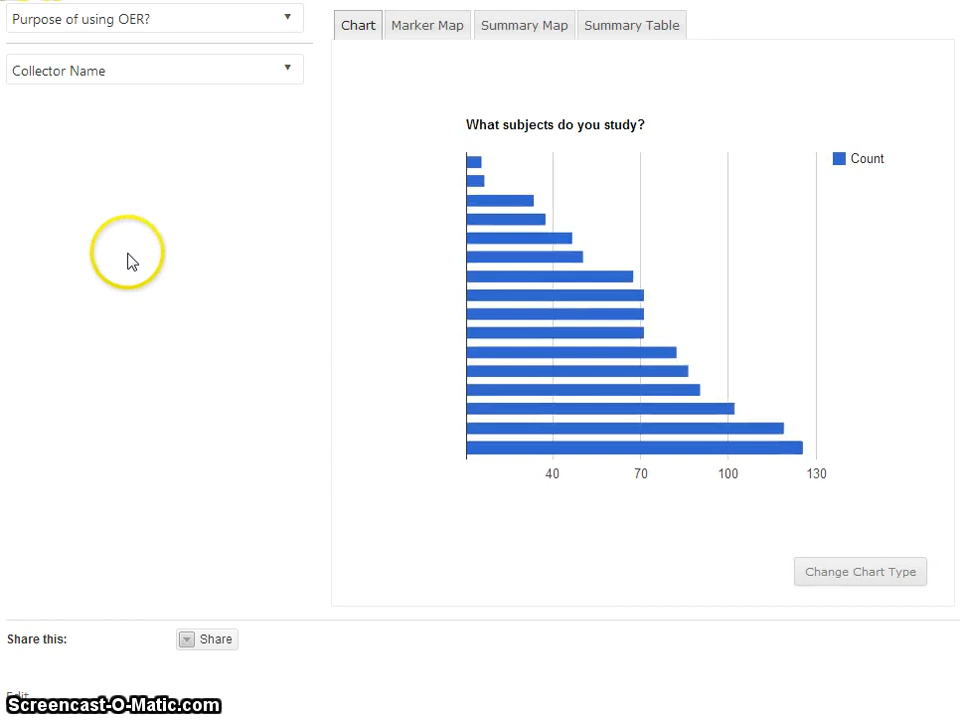 Purpose of using OER?
Collector Name
Chart
Marker Map
Summary Map
Summary Table
What subjects do you study?
Count
40
70
100
130
Change Chart Type
Share this:
Share
Edit
Screencast-O-Matic.com